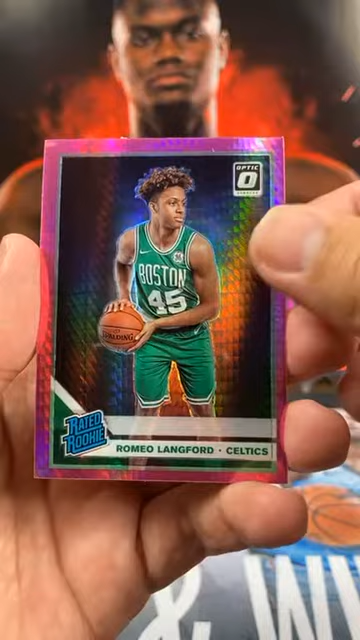 OPTIC
BOSTON
45
SPALDING
RATED
ROOKIE
ROMEO LANGFORD · CELTICS
& W